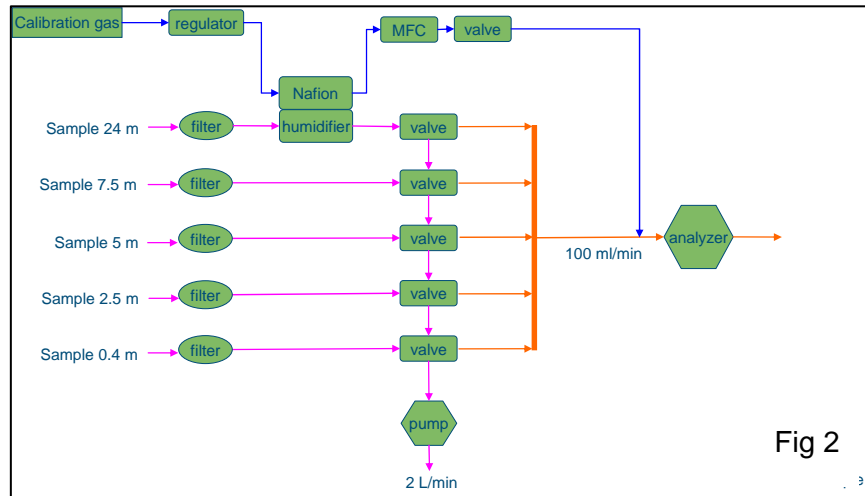 Calibration gas
regulator
MFC
valve
Nafion
humidifier
Sample 24 m
filter
valve
Sample 7.5 m
filter
valve
Sample 5 m
filter
valve
100 ml/min
analyzer
Sample 2.5 m
filter
valve
Sample 0.4 m
filter
valve
pump
2 L/min
Fig 2